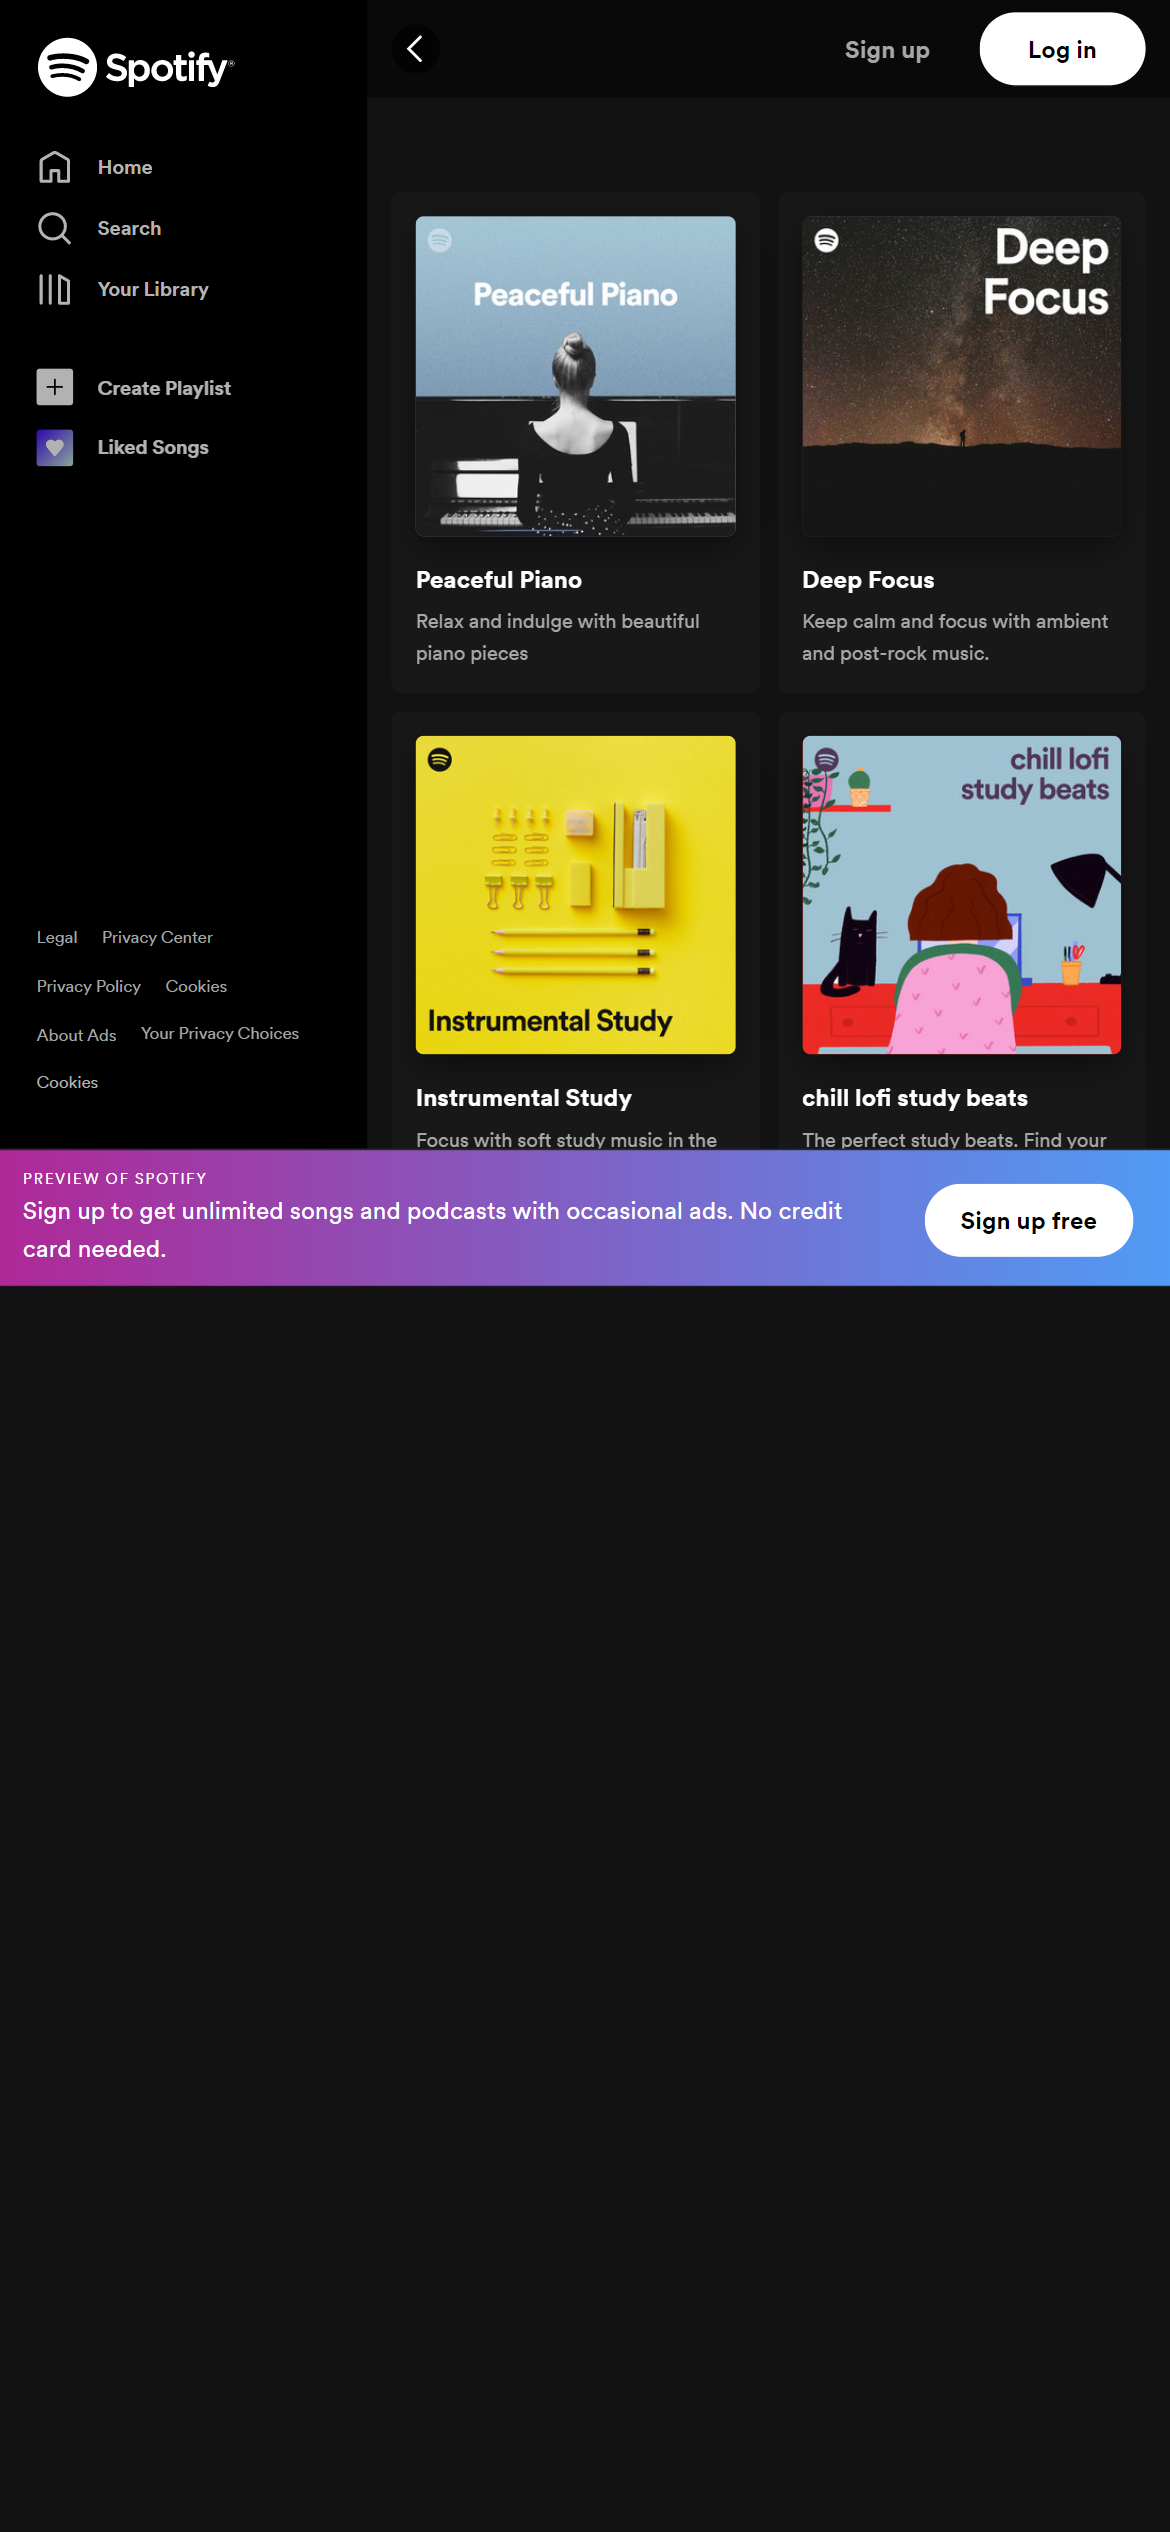 Spotify®
Home
Search
Your Library
Create Playlist
Liked Songs
Legal Privacy Center
Privacy Policy Cookies
About Ads Your Privacy Choices
Cookies
Sign up Log in
Peaceful Piano
Peaceful Piano
Relax and indulge with beautiful
piano pieces
Deep
Focus
Deep Focus
Keep calm and focus with ambient
and post-rock music.
Instrumental Study
Instrumental Study
Focus with soft study music in the
chill lofi
study beats
chill lofi study beats
The perfect study beats. Find your
PREVIEW OF SPOTIFY
Sign up to get unlimited songs and podcasts with occasional ads. No credit
card needed.
Sign up free